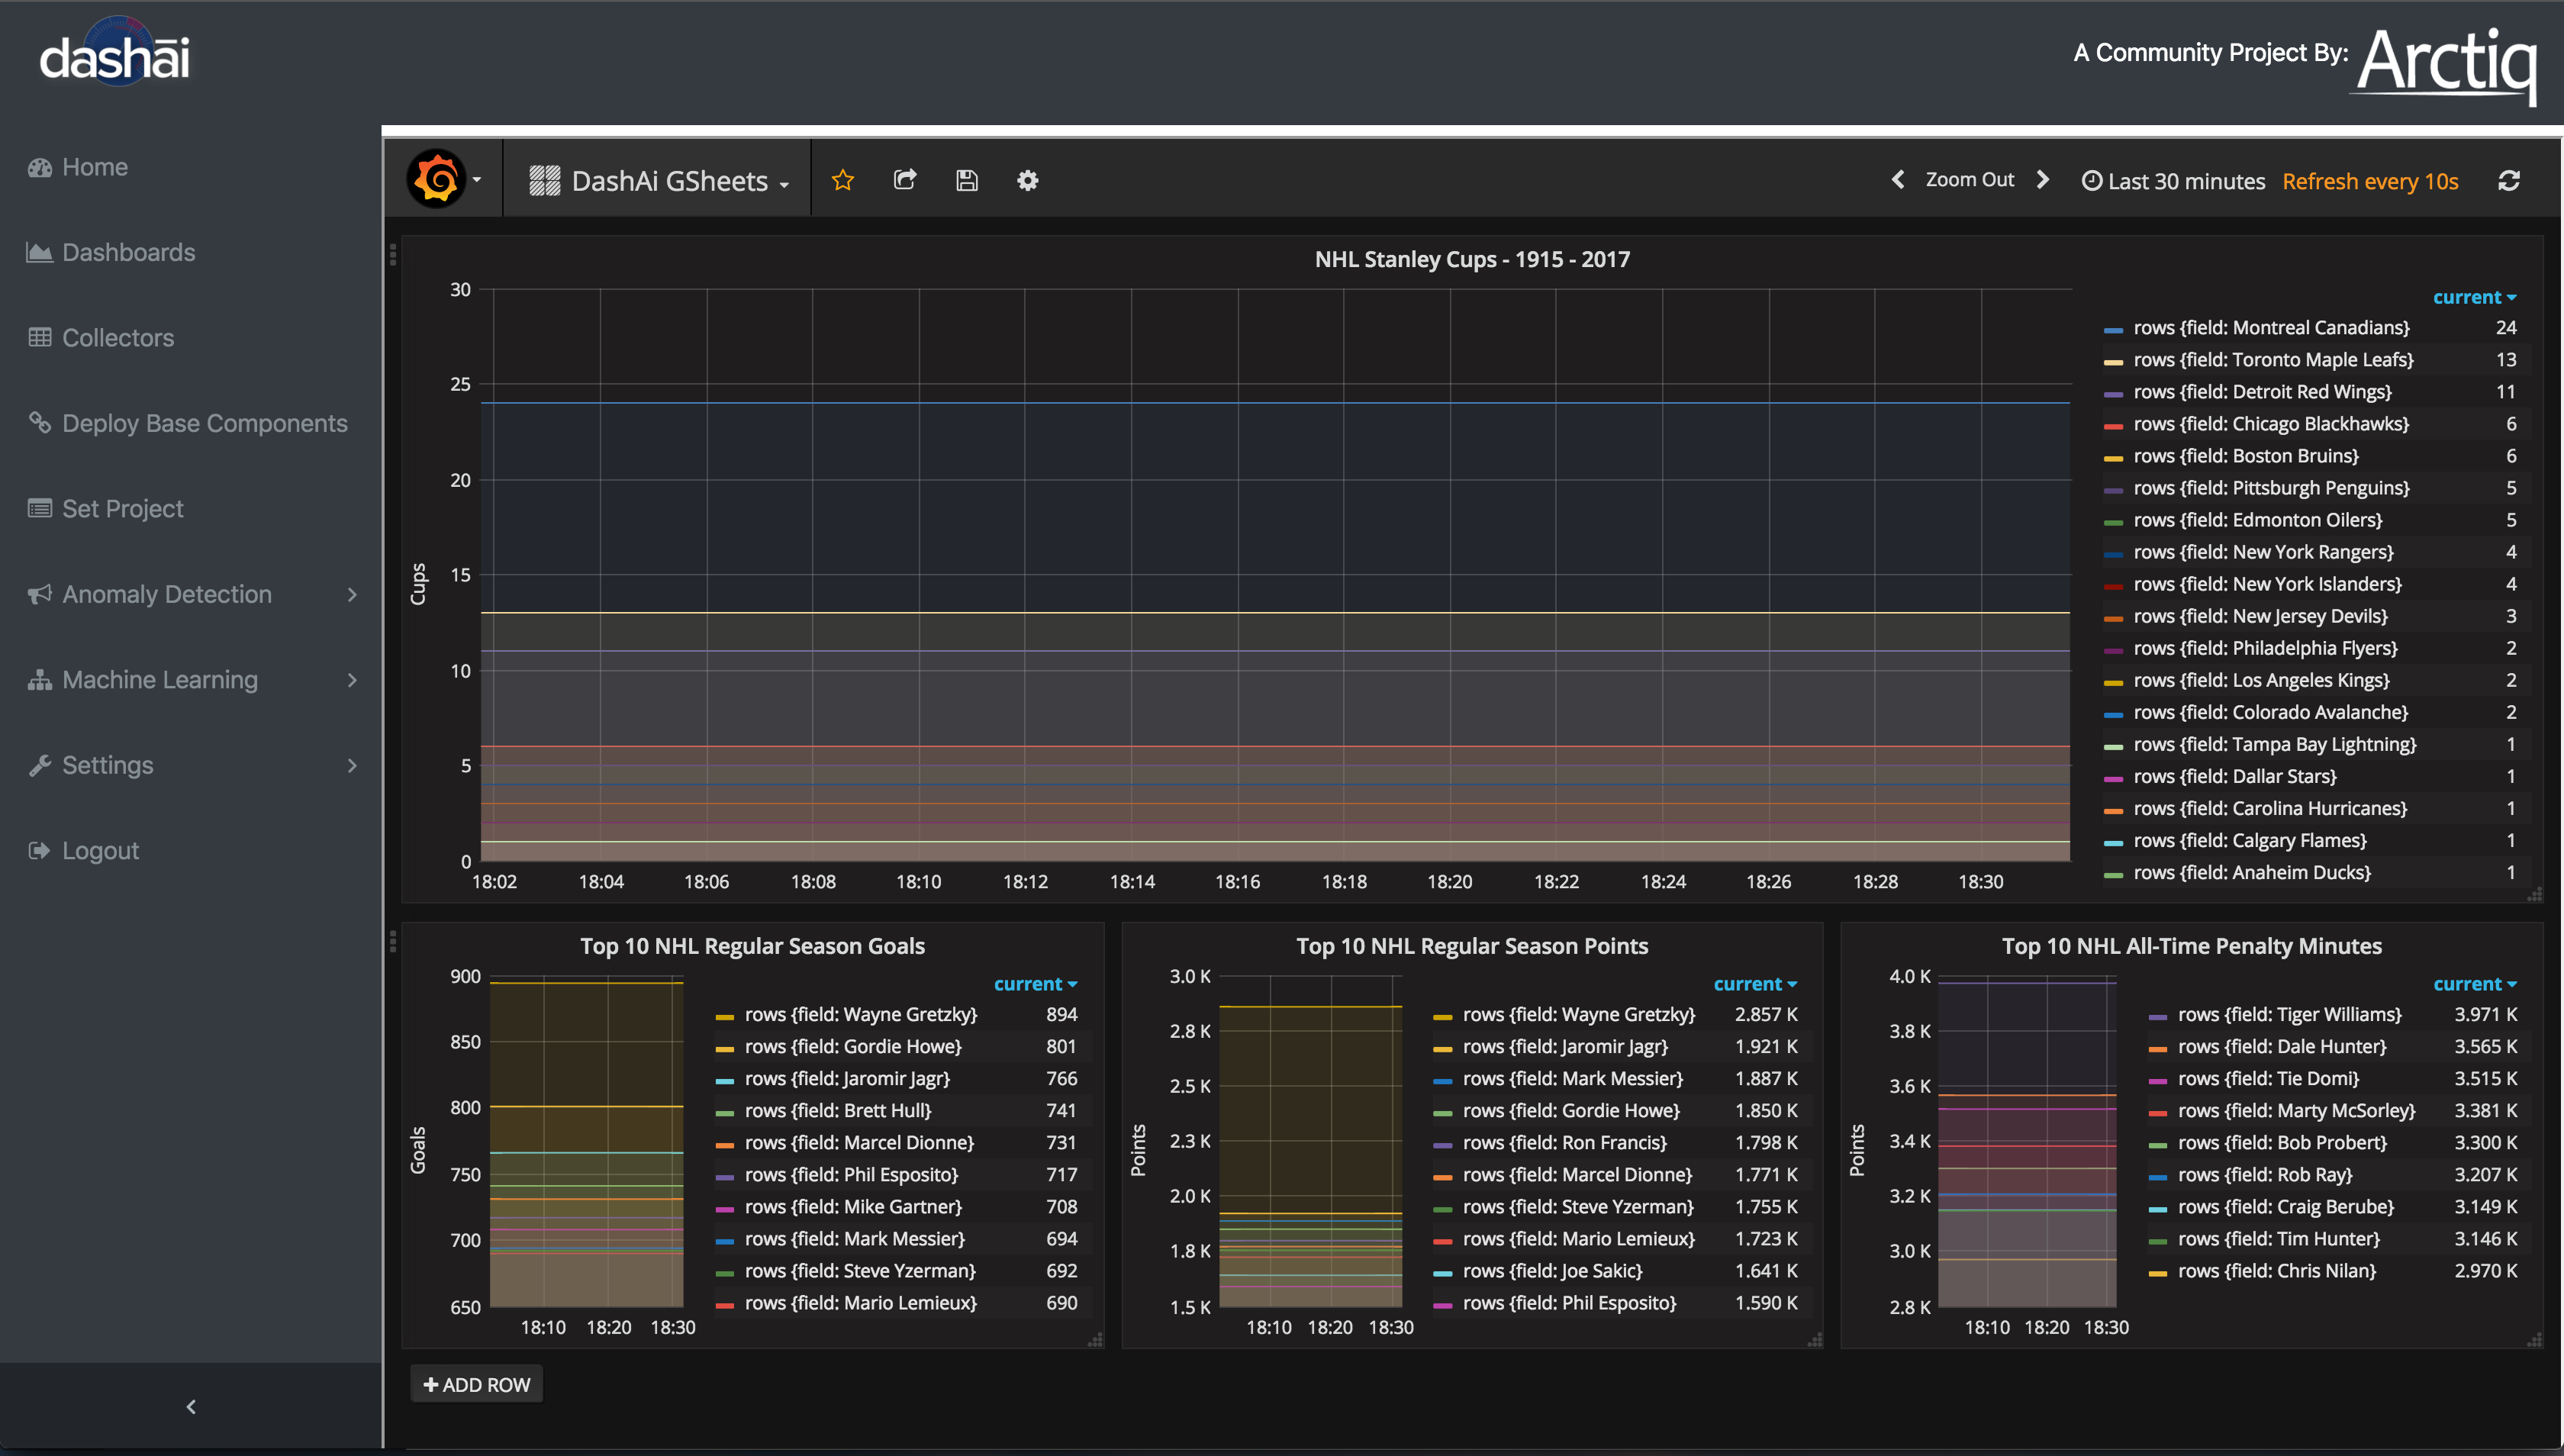 dashāi
A Community Project By: Arctiq
Home
Dashboards
Collectors
Deploy Base Components
Set Project
Anomaly Detection
Machine Learning
Settings
Logout
DashAi GSheets
Zoom Out
Last 30 minutes Refresh every 10s
NHL Stanley Cups - 1915 - 2017
Cups
30
25
20
15
10
5
0
18:02 18:04 18:06 18:08 18:10 18:12 18:14 18:16 18:18 18:20 18:22 18:24 18:26 18:28 18:30
current
rows {field: Montreal Canadians} 24
rows {field: Toronto Maple Leafs} 13
rows {field: Detroit Red Wings} 11
rows {field: Chicago Blackhawks} 6
rows {field: Boston Bruins} 6
rows {field: Pittsburgh Penguins} 5
rows {field: Edmonton Oilers} 5
rows {field: New York Rangers} 4
rows {field: New York Islanders} 4
rows {field: New Jersey Devils} 3
rows {field: Philadelphia Flyers} 2
rows {field: Los Angeles Kings} 2
rows {field: Colorado Avalanche} 2
rows {field: Tampa Bay Lightning} 1
rows {field: Dallar Stars} 1
rows {field: Carolina Hurricanes} 1
rows {field: Calgary Flames} 1
rows {field: Anaheim Ducks} 1
Top 10 NHL Regular Season Goals
Goals
900
850
800
750
700
650
18:10 18:20 18:30
current
rows {field: Wayne Gretzky} 894
rows {field: Gordie Howe} 801
rows {field: Jaromir Jagr} 766
rows {field: Brett Hull} 741
rows {field: Marcel Dionne} 731
rows {field: Phil Esposito} 717
rows {field: Mike Gartner} 708
rows {field: Mark Messier} 694
rows {field: Steve Yzerman} 692
rows {field: Mario Lemieux} 690
Top 10 NHL Regular Season Points
Points
3.0 K
2.8 K
2.5 K
2.3 K
2.0 K
1.8 K
1.5 K
18:10 18:20 18:30
current
rows {field: Wayne Gretzky} 2.857 K
rows {field: Jaromir Jagr} 1.921 K
rows {field: Mark Messier} 1.887 K
rows {field: Gordie Howe} 1.850 K
rows {field: Ron Francis} 1.798 K
rows {field: Marcel Dionne} 1.771 K
rows {field: Steve Yzerman} 1.755 K
rows {field: Mario Lemieux} 1.723 K
rows {field: Joe Sakic} 1.641 K
rows {field: Phil Esposito} 1.590 K
Top 10 NHL All-Time Penalty Minutes
Points
4.0 K
3.8 K
3.6 K
3.4 K
3.2 K
3.0 K
2.8 K
18:10 18:20 18:30
current
rows {field: Tiger Williams} 3.971 K
rows {field: Dale Hunter} 3.565 K
rows {field: Tie Domi} 3.515 K
rows {field: Marty McSorley} 3.381 K
rows {field: Bob Probert} 3.300 K
rows {field: Rob Ray} 3.207 K
rows {field: Craig Berube} 3.149 K
rows {field: Tim Hunter} 3.146 K
rows {field: Chris Nilan} 2.970 K
ADD ROW